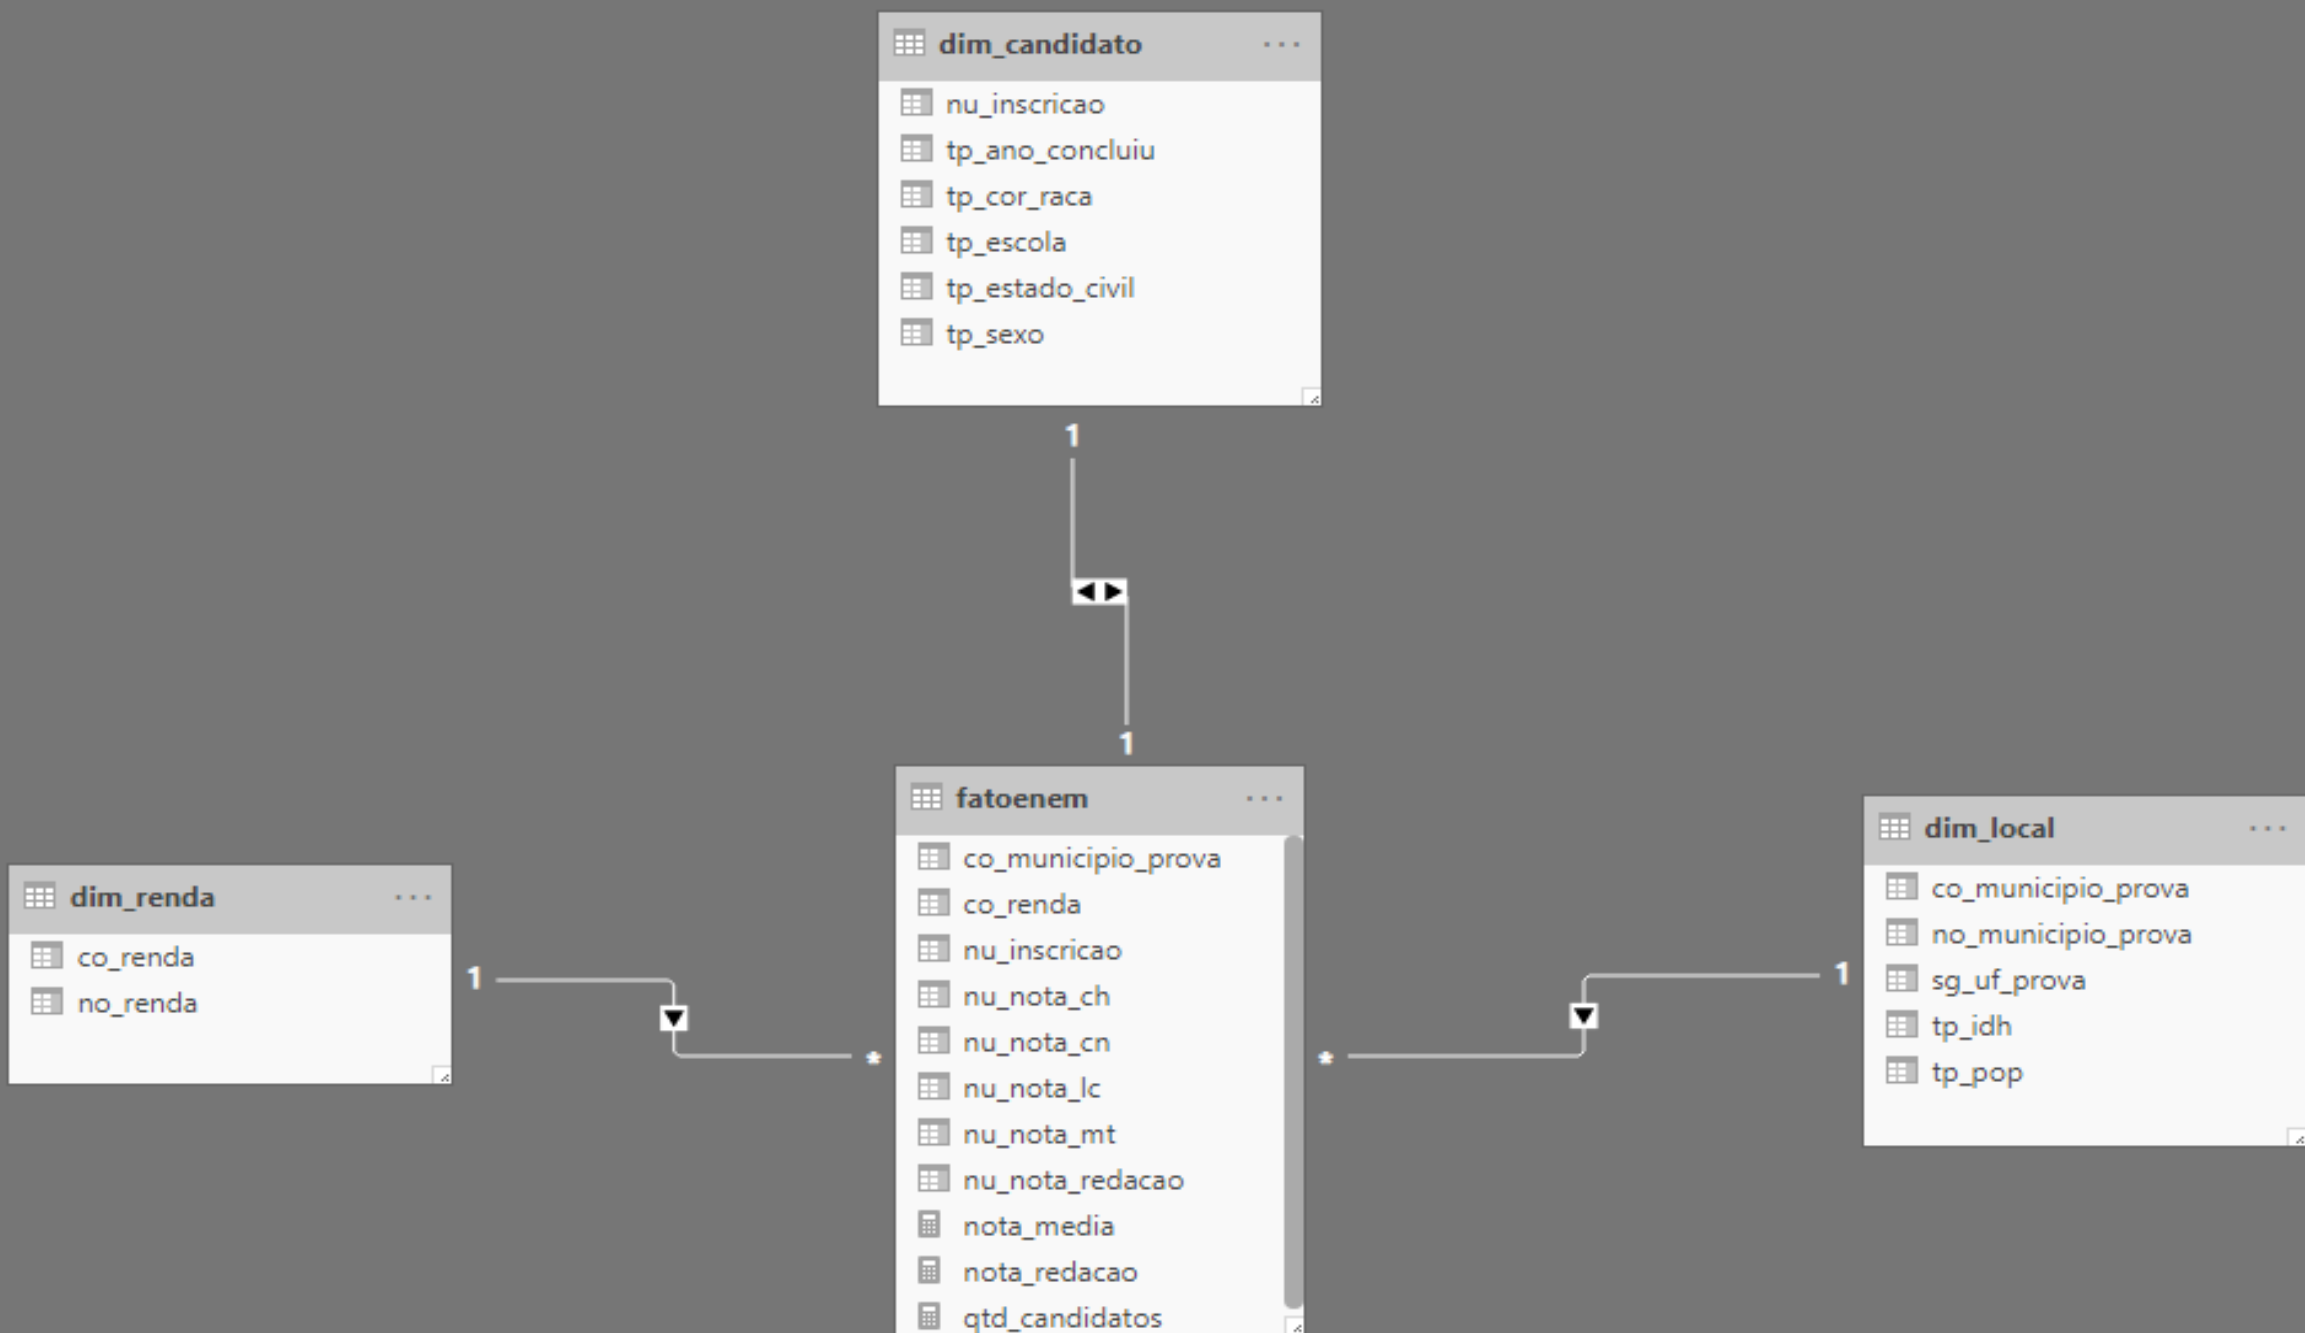 dim_candidato ...
nu_inscricao
tp_ano_concluiu
tp_cor_raca
tp_escola
tp_estado_civil
tp_sexo
1
1
fatoenem ...
co_municipio_prova
co_renda
nu_inscricao
nu_nota_ch
nu_nota_cn
nu_nota_lc
nu_nota_mt
nu_nota_redacao
nota_media
nota_redacao
qtd_candidatos
dim_renda ...
co_renda
no_renda
1
*
*
1
dim_local ...
co_municipio_prova
no_municipio_prova
sg_uf_prova
tp_idh
tp_pop